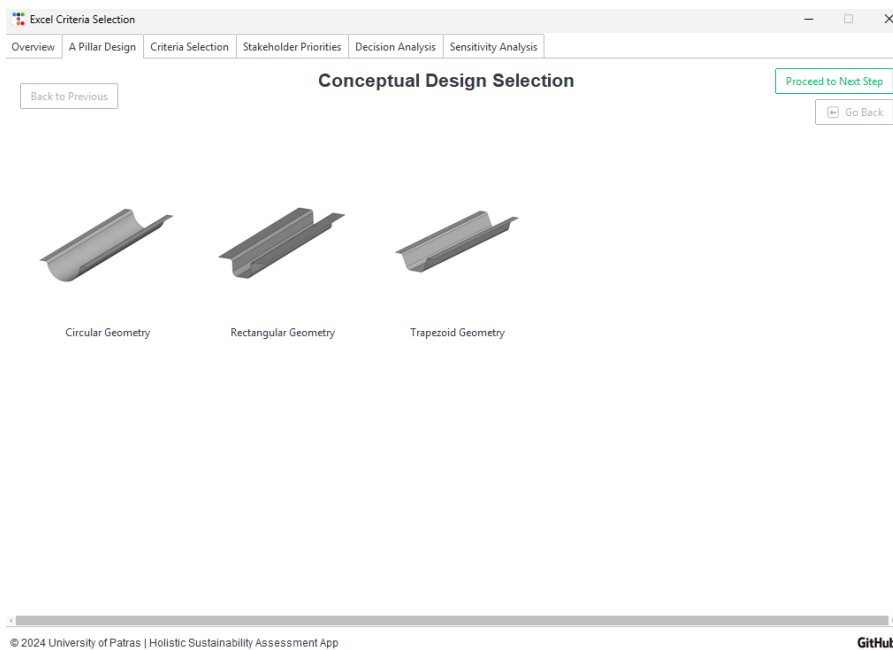 Excel Criteria Selection
Overview A Pillar Design Criteria Selection Stakeholder Priorities Decision Analysis Sensitivity Analysis
Conceptual Design Selection
Proceed to Next Step
Back to Previous
Go Back
Circular Geometry Rectangular Geometry Trapezoid Geometry
© 2024 University of Patras | Holistic Sustainability Assessment App GitHub